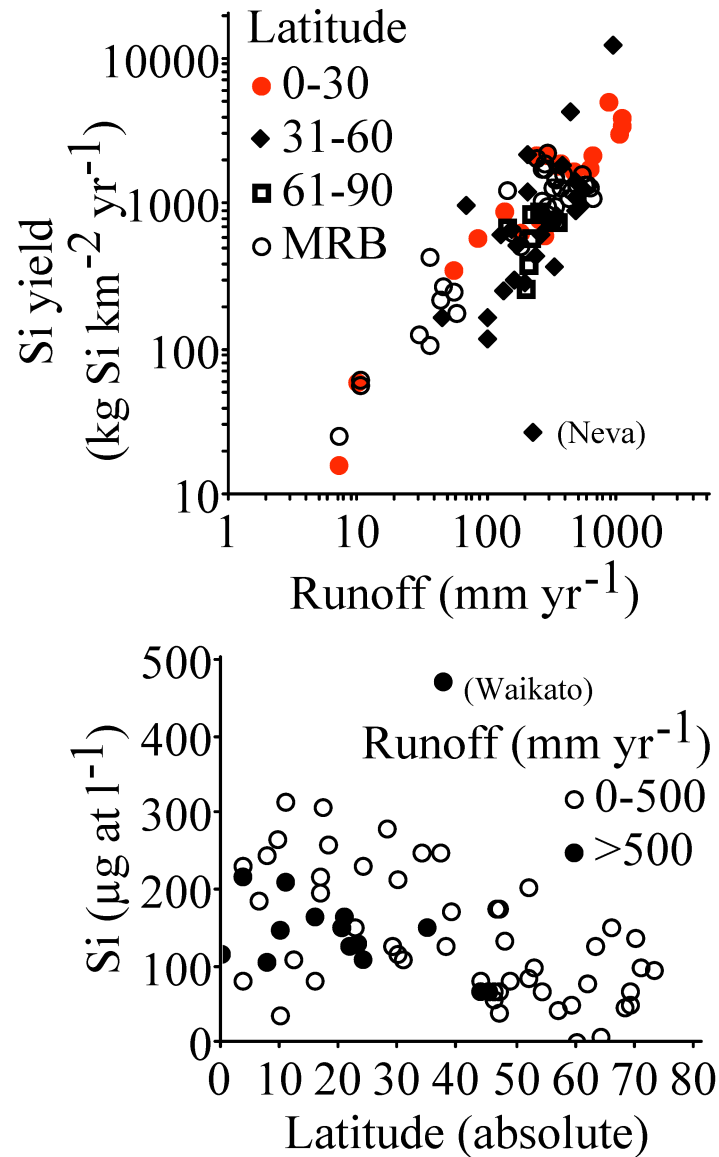 Latitude
0-30
31-60
61-90
MRB
10000
1000
100
10
Si yield
(kg Si km⁻² yr⁻¹)
(Neva)
1 10 100 1000
Runoff (mm yr⁻¹)
500
400
300
200
100
0
Si (µg at l⁻¹)
(Waikato)
Runoff (mm yr⁻¹)
0-500
>500
0 10 20 30 40 50 60 70 80
Latitude (absolute)